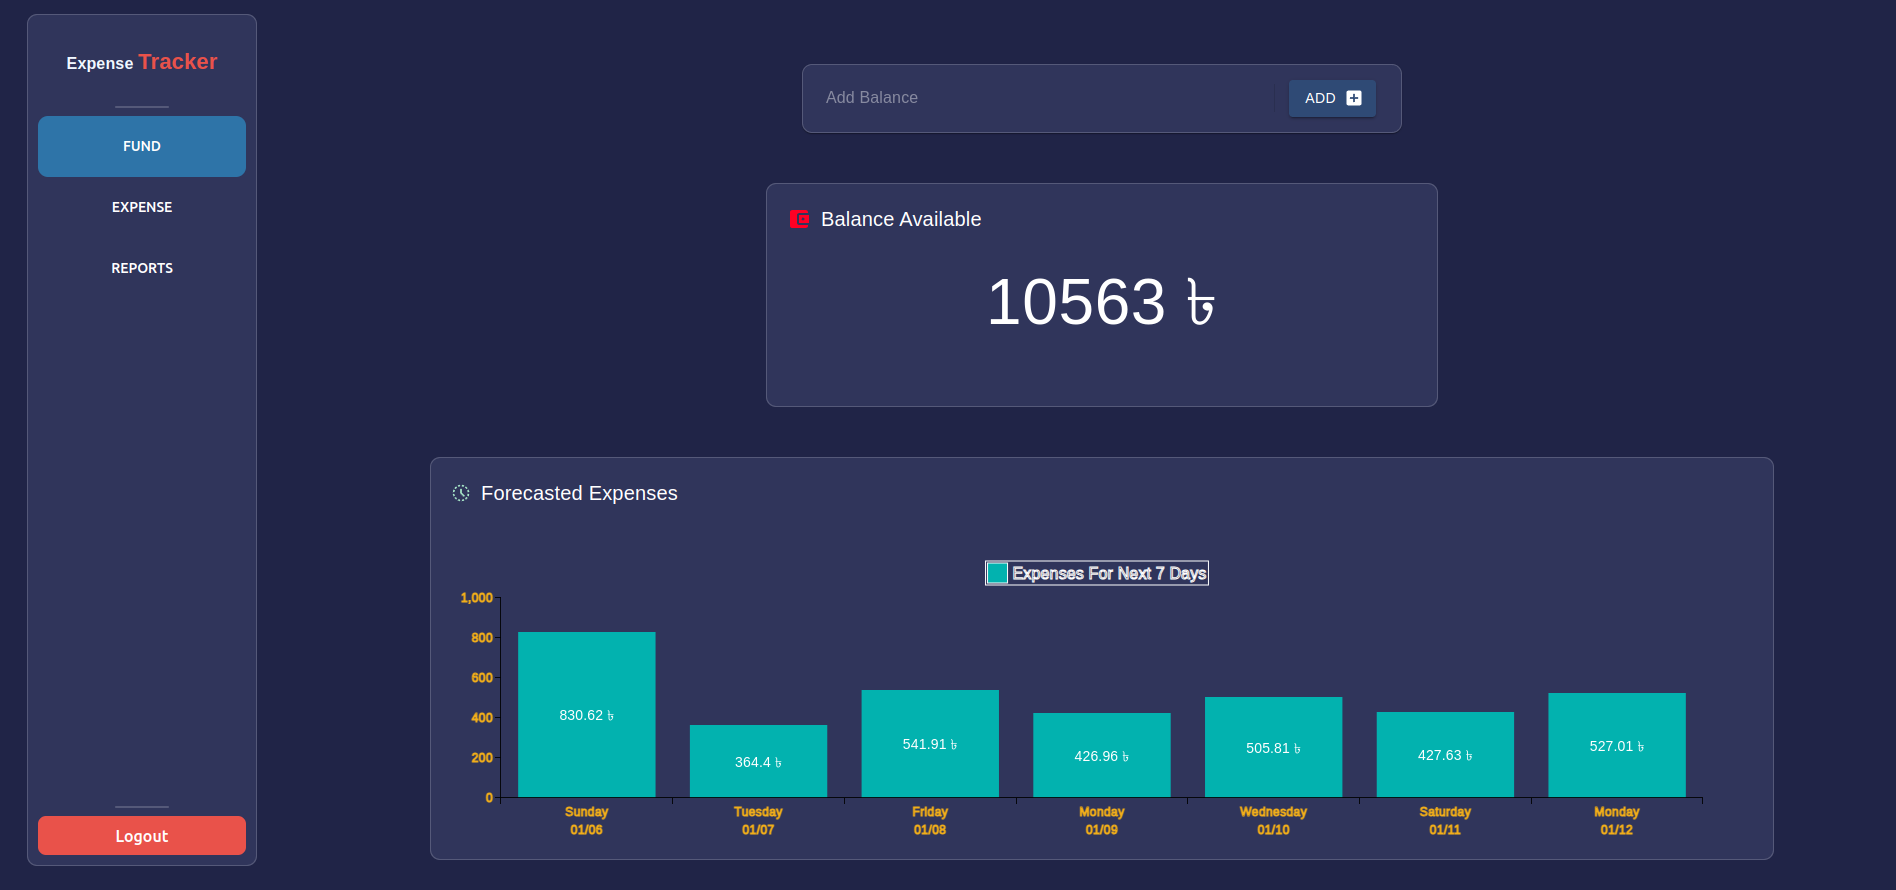 Expense Tracker
FUND
EXPENSE
REPORTS
Logout
Add Balance
ADD
Balance Available
10563 ৳
Forecasted Expenses
Expenses For Next 7 Days
1,000
800
600
400
200
0
830.62 ৳
364.4 ৳
541.91 ৳
426.96 ৳
505.81 ৳
427.63 ৳
527.01 ৳
Sunday
01/06
Tuesday
01/07
Friday
01/08
Monday
01/09
Wednesday
01/10
Saturday
01/11
Monday
01/12